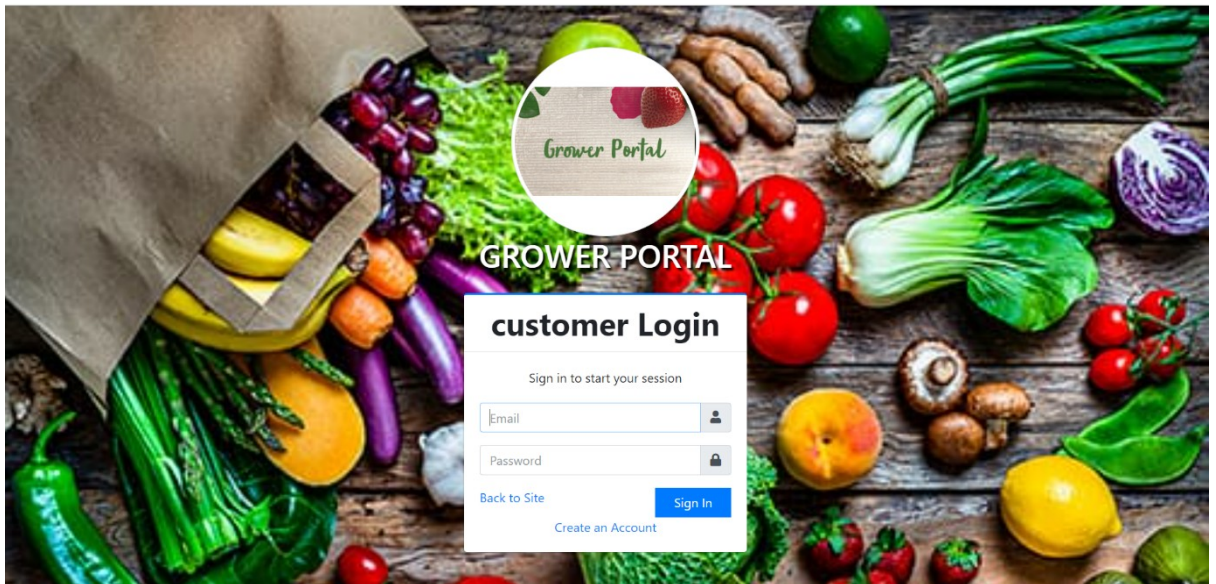 Grower Portal
GROWER PORTAL
customer Login
Sign in to start your session
Email
Password
Back to Site
Sign In
Create an Account